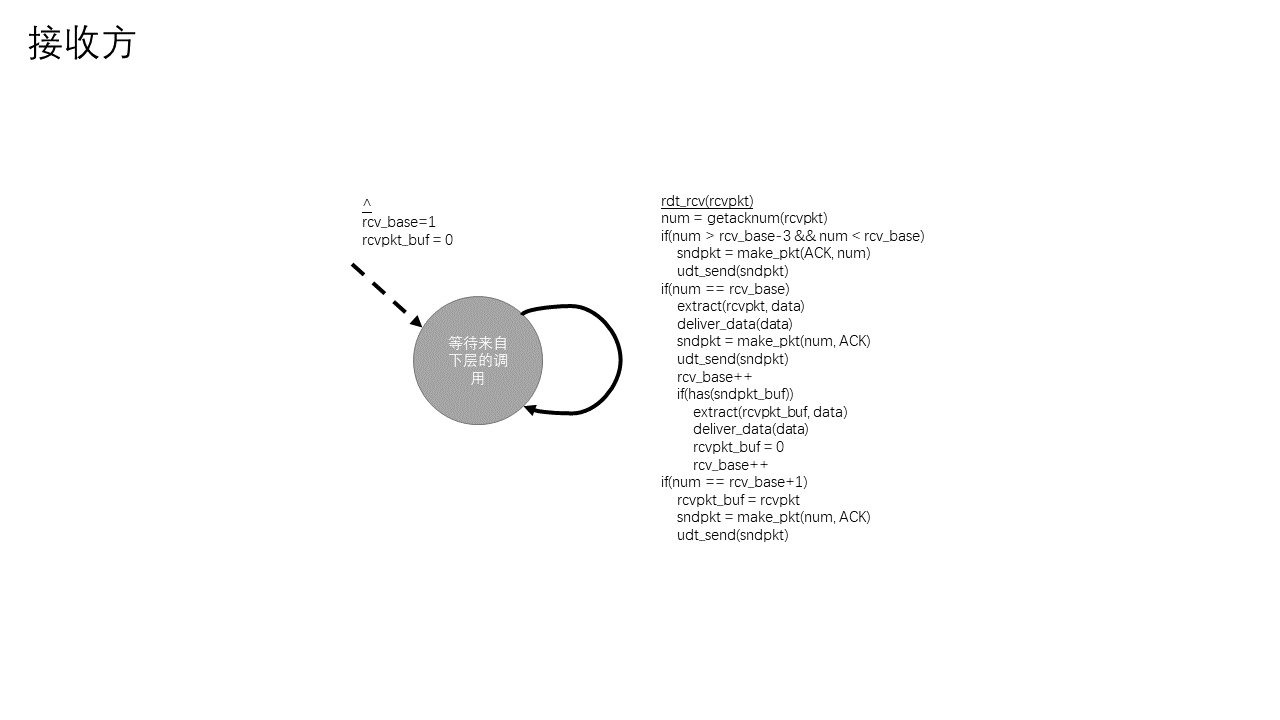 接收方
^
rcv_base=1
rcvpkt_buf = 0
等待来自
下层的调
用
rdt_rcv(rcvpkt)
num = getacknum(rcvpkt)
if(num > rcv_base-3 && num < rcv_base)
    sndpkt = make_pkt(ACK, num)
    udt_send(sndpkt)
if(num == rcv_base)
    extract(rcvpkt, data)
    deliver_data(data)
    sndpkt = make_pkt(num, ACK)
    udt_send(sndpkt)
    rcv_base++
    if(has(sndpkt_buf))
        extract(rcvpkt_buf, data)
        deliver_data(data)
        rcvpkt_buf = 0
        rcv_base++
if(num == rcv_base+1)
    rcvpkt_buf = rcvpkt
    sndpkt = make_pkt(num, ACK)
    udt_send(sndpkt)